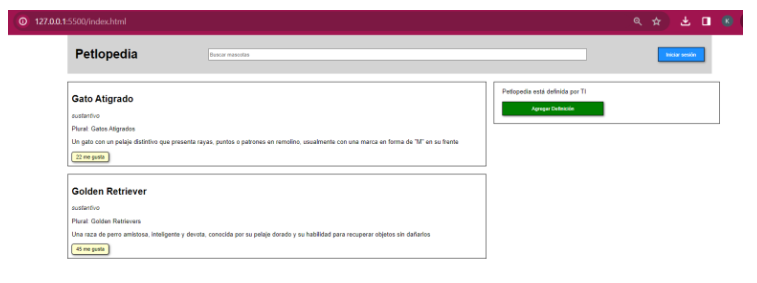 127.0.0.1:5500/index.html
K
Petlopedia
Buscar mascotas
Iniciar sesión
Gato Atigrado
sustantivo
Plural: Gatos Atigrados
Un gato con un pelaje distintivo que presenta rayas, puntos o patrones en remolino, usualmente con una marca en forma de "M" en su frente
22 me gusta
Petlopedia está definida por TI
Agregar Definición
Golden Retriever
sustantivo
Plural: Golden Retrievers
Una raza de perro amistosa, inteligente y devota, conocida por su pelaje dorado y su habilidad para recuperar objetos sin dañarlos
45 me gusta